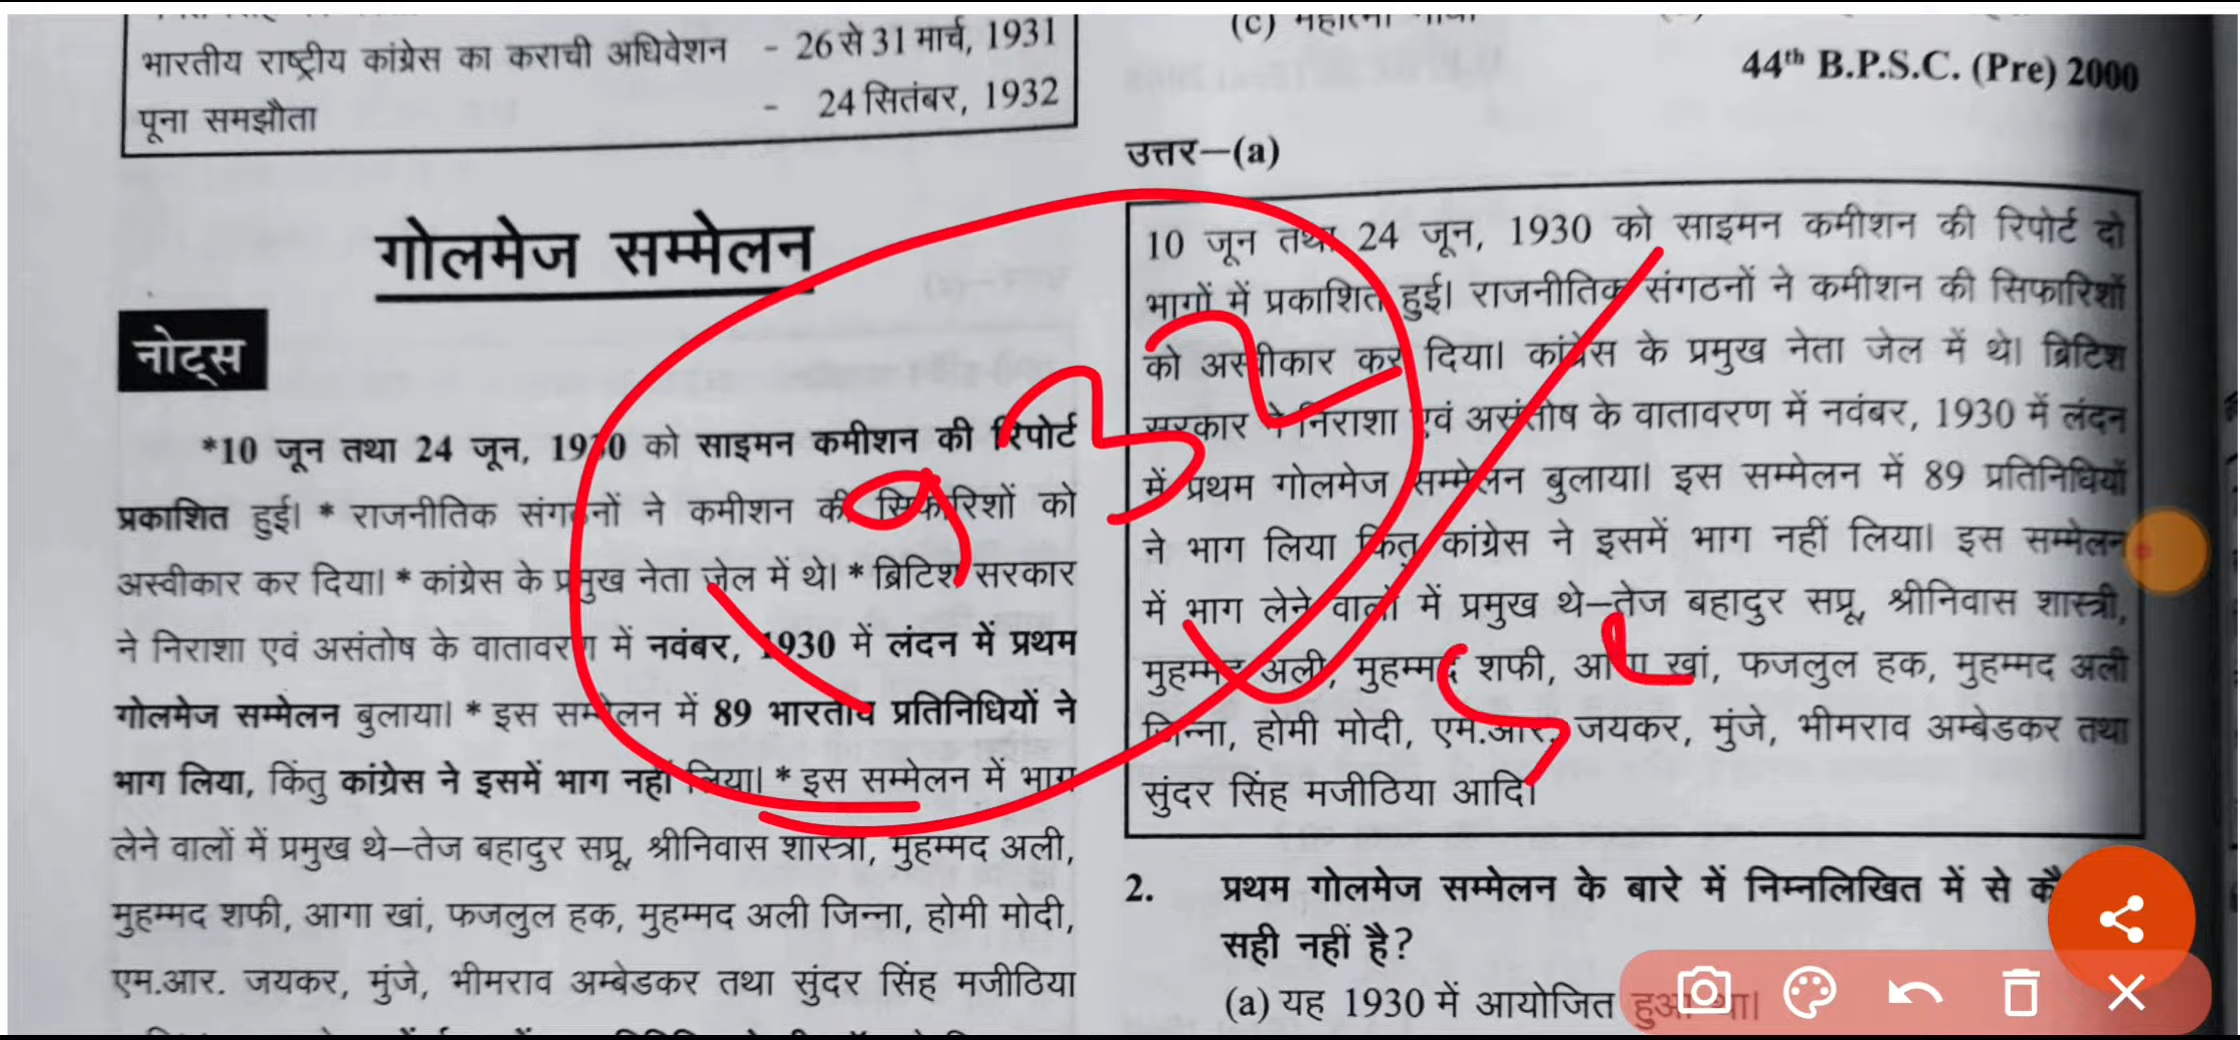 भारतीय राष्ट्रीय कांग्रेस का कराची अधिवेशन - 26 से 31 मार्च, 1931
पूना समझौता - 24 सितंबर, 1932
गोलमेज सम्मेलन
नोट्स
*10 जून तथा 24 जून, 1930 को साइमन कमीशन की रिपोर्ट
प्रकाशित हुई। * राजनीतिक संगठनों ने कमीशन की सिफारिशों को
अस्वीकार कर दिया। * कांग्रेस के प्रमुख नेता जेल में थे। * ब्रिटिश सरकार
ने निराशा एवं असंतोष के वातावरण में नवंबर, 1930 में लंदन में प्रथम
गोलमेज सम्मेलन बुलाया। * इस सम्मेलन में 89 भारतीय प्रतिनिधियों ने
भाग लिया, किंतु कांग्रेस ने इसमें भाग नहीं लिया। * इस सम्मेलन में भाग
लेने वालों में प्रमुख थे–तेज बहादुर सप्रू, श्रीनिवास शास्त्री, मुहम्मद अली,
मुहम्मद शफी, आगा खां, फजलुल हक, मुहम्मद अली जिन्ना, होमी मोदी,
एम.आर. जयकर, मुंजे, भीमराव अम्बेडकर तथा सुंदर सिंह मजीठिया
(c) महात्मा गांधी
44th B.P.S.C. (Pre) 2000
उत्तर—(a)
10 जून तथा 24 जून, 1930 को साइमन कमीशन की रिपोर्ट दो
भागों में प्रकाशित हुई। राजनीतिक संगठनों ने कमीशन की सिफारिशों
को अस्वीकार कर दिया। कांग्रेस के प्रमुख नेता जेल में थे। ब्रिटिश
सरकार ने निराशा एवं असंतोष के वातावरण में नवंबर, 1930 में लंदन
में प्रथम गोलमेज सम्मेलन बुलाया। इस सम्मेलन में 89 प्रतिनिधियों
ने भाग लिया किंतु कांग्रेस ने इसमें भाग नहीं लिया। इस सम्मेलन
में भाग लेने वालों में प्रमुख थे–तेज बहादुर सप्रू, श्रीनिवास शास्त्री,
मुहम्मद अली, मुहम्मद शफी, आगा खां, फजलुल हक, मुहम्मद अली
जिन्ना, होमी मोदी, एम.आर. जयकर, मुंजे, भीमराव अम्बेडकर तथा
सुंदर सिंह मजीठिया आदि।
2. प्रथम गोलमेज सम्मेलन के बारे में निम्नलिखित में से
सही नहीं है?
(a) यह 1930 में आयोजित हुआ था।